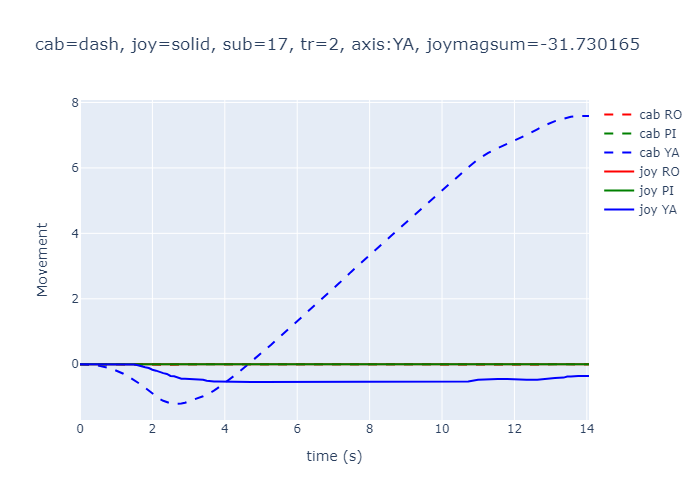 cab=dash, joy=solid, sub=17, tr=2, axis:YA, joymagsum=-31.730165
8
6
4
2
0
Movement
0 2 4 6 8 10 12 14
time (s)
cab RO
cab PI
cab YA
joy RO
joy PI
joy YA